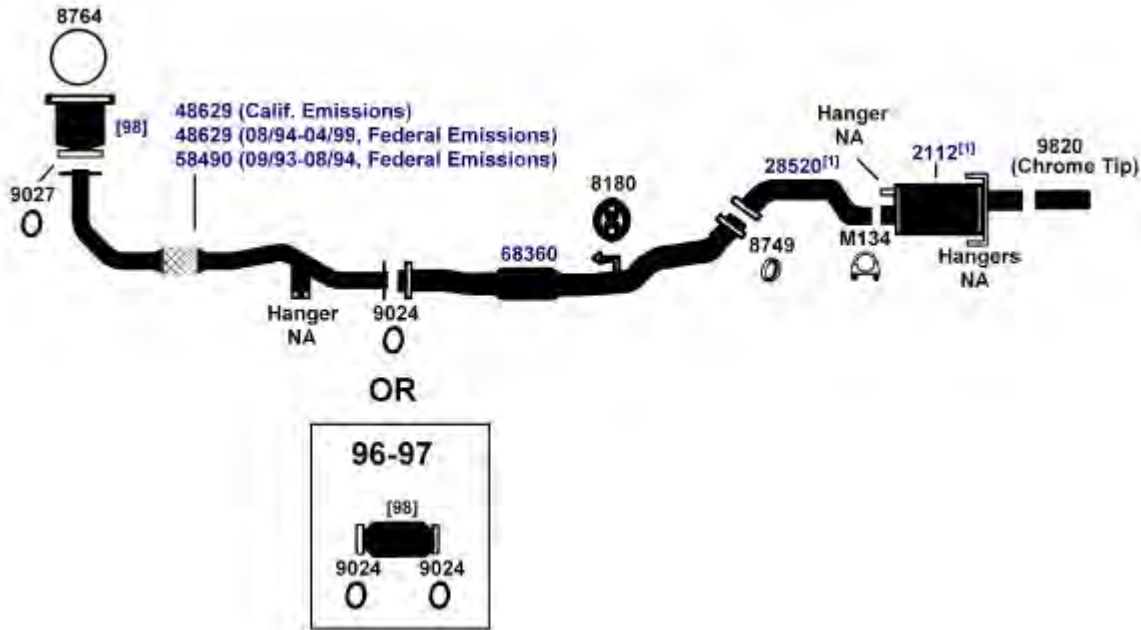 8764
[98]
48629 (Calif. Emissions)
48629 (08/94-04/99, Federal Emissions)
58490 (09/93-08/94, Federal Emissions)
9027
Hanger
NA
9024
68360
8180
8749
28520[1]
Hanger
NA
M134
2112[1]
Hangers
NA
9820
(Chrome Tip)
OR
96-97
[98]
9024
9024